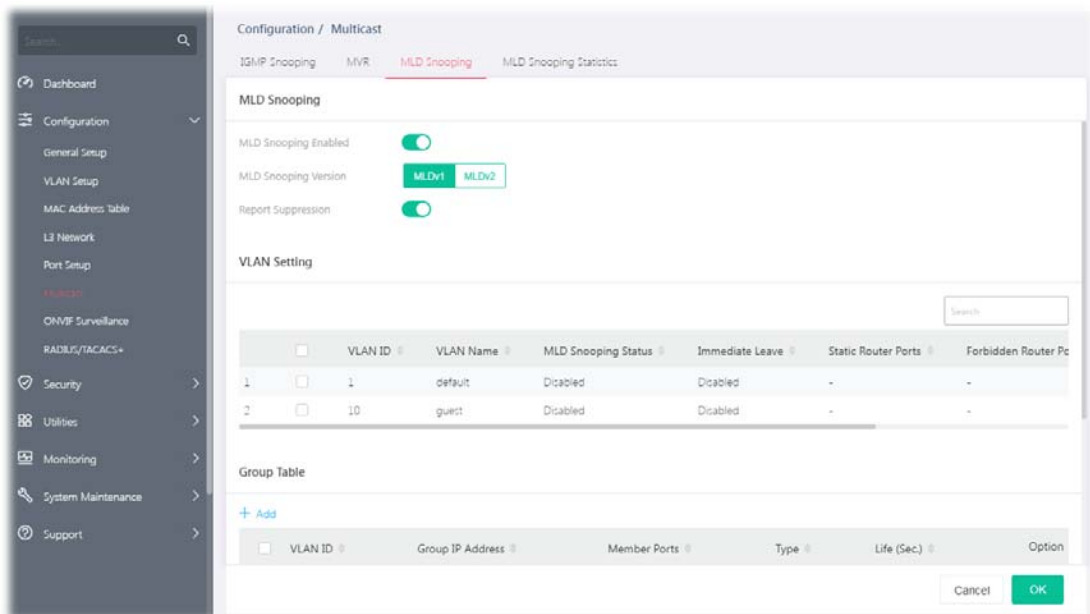 Search
Dashboard
Configuration
General Setup
VLAN Setup
MAC Address Table
L3 Network
Port Setup
Multicast
ONVIF Surveillance
RADIUS/TACACS+
Security
Utilities
Monitoring
System Maintenance
Support
Configuration / Multicast
IGMP Snooping MVR MLD Snooping MLD Snooping Statistics
MLD Snooping
MLD Snooping Enabled
MLD Snooping Version MLDv1 MLDv2
Report Suppression
VLAN Setting
Search
VLAN ID VLAN Name MLD Snooping Status Immediate Leave Static Router Ports Forbidden Router Po
1 1 default Disabled Disabled - -
2 10 guest Disabled Disabled - -
Group Table
+ Add
VLAN ID Group IP Address Member Ports Type Life (Sec.) Option
Cancel OK